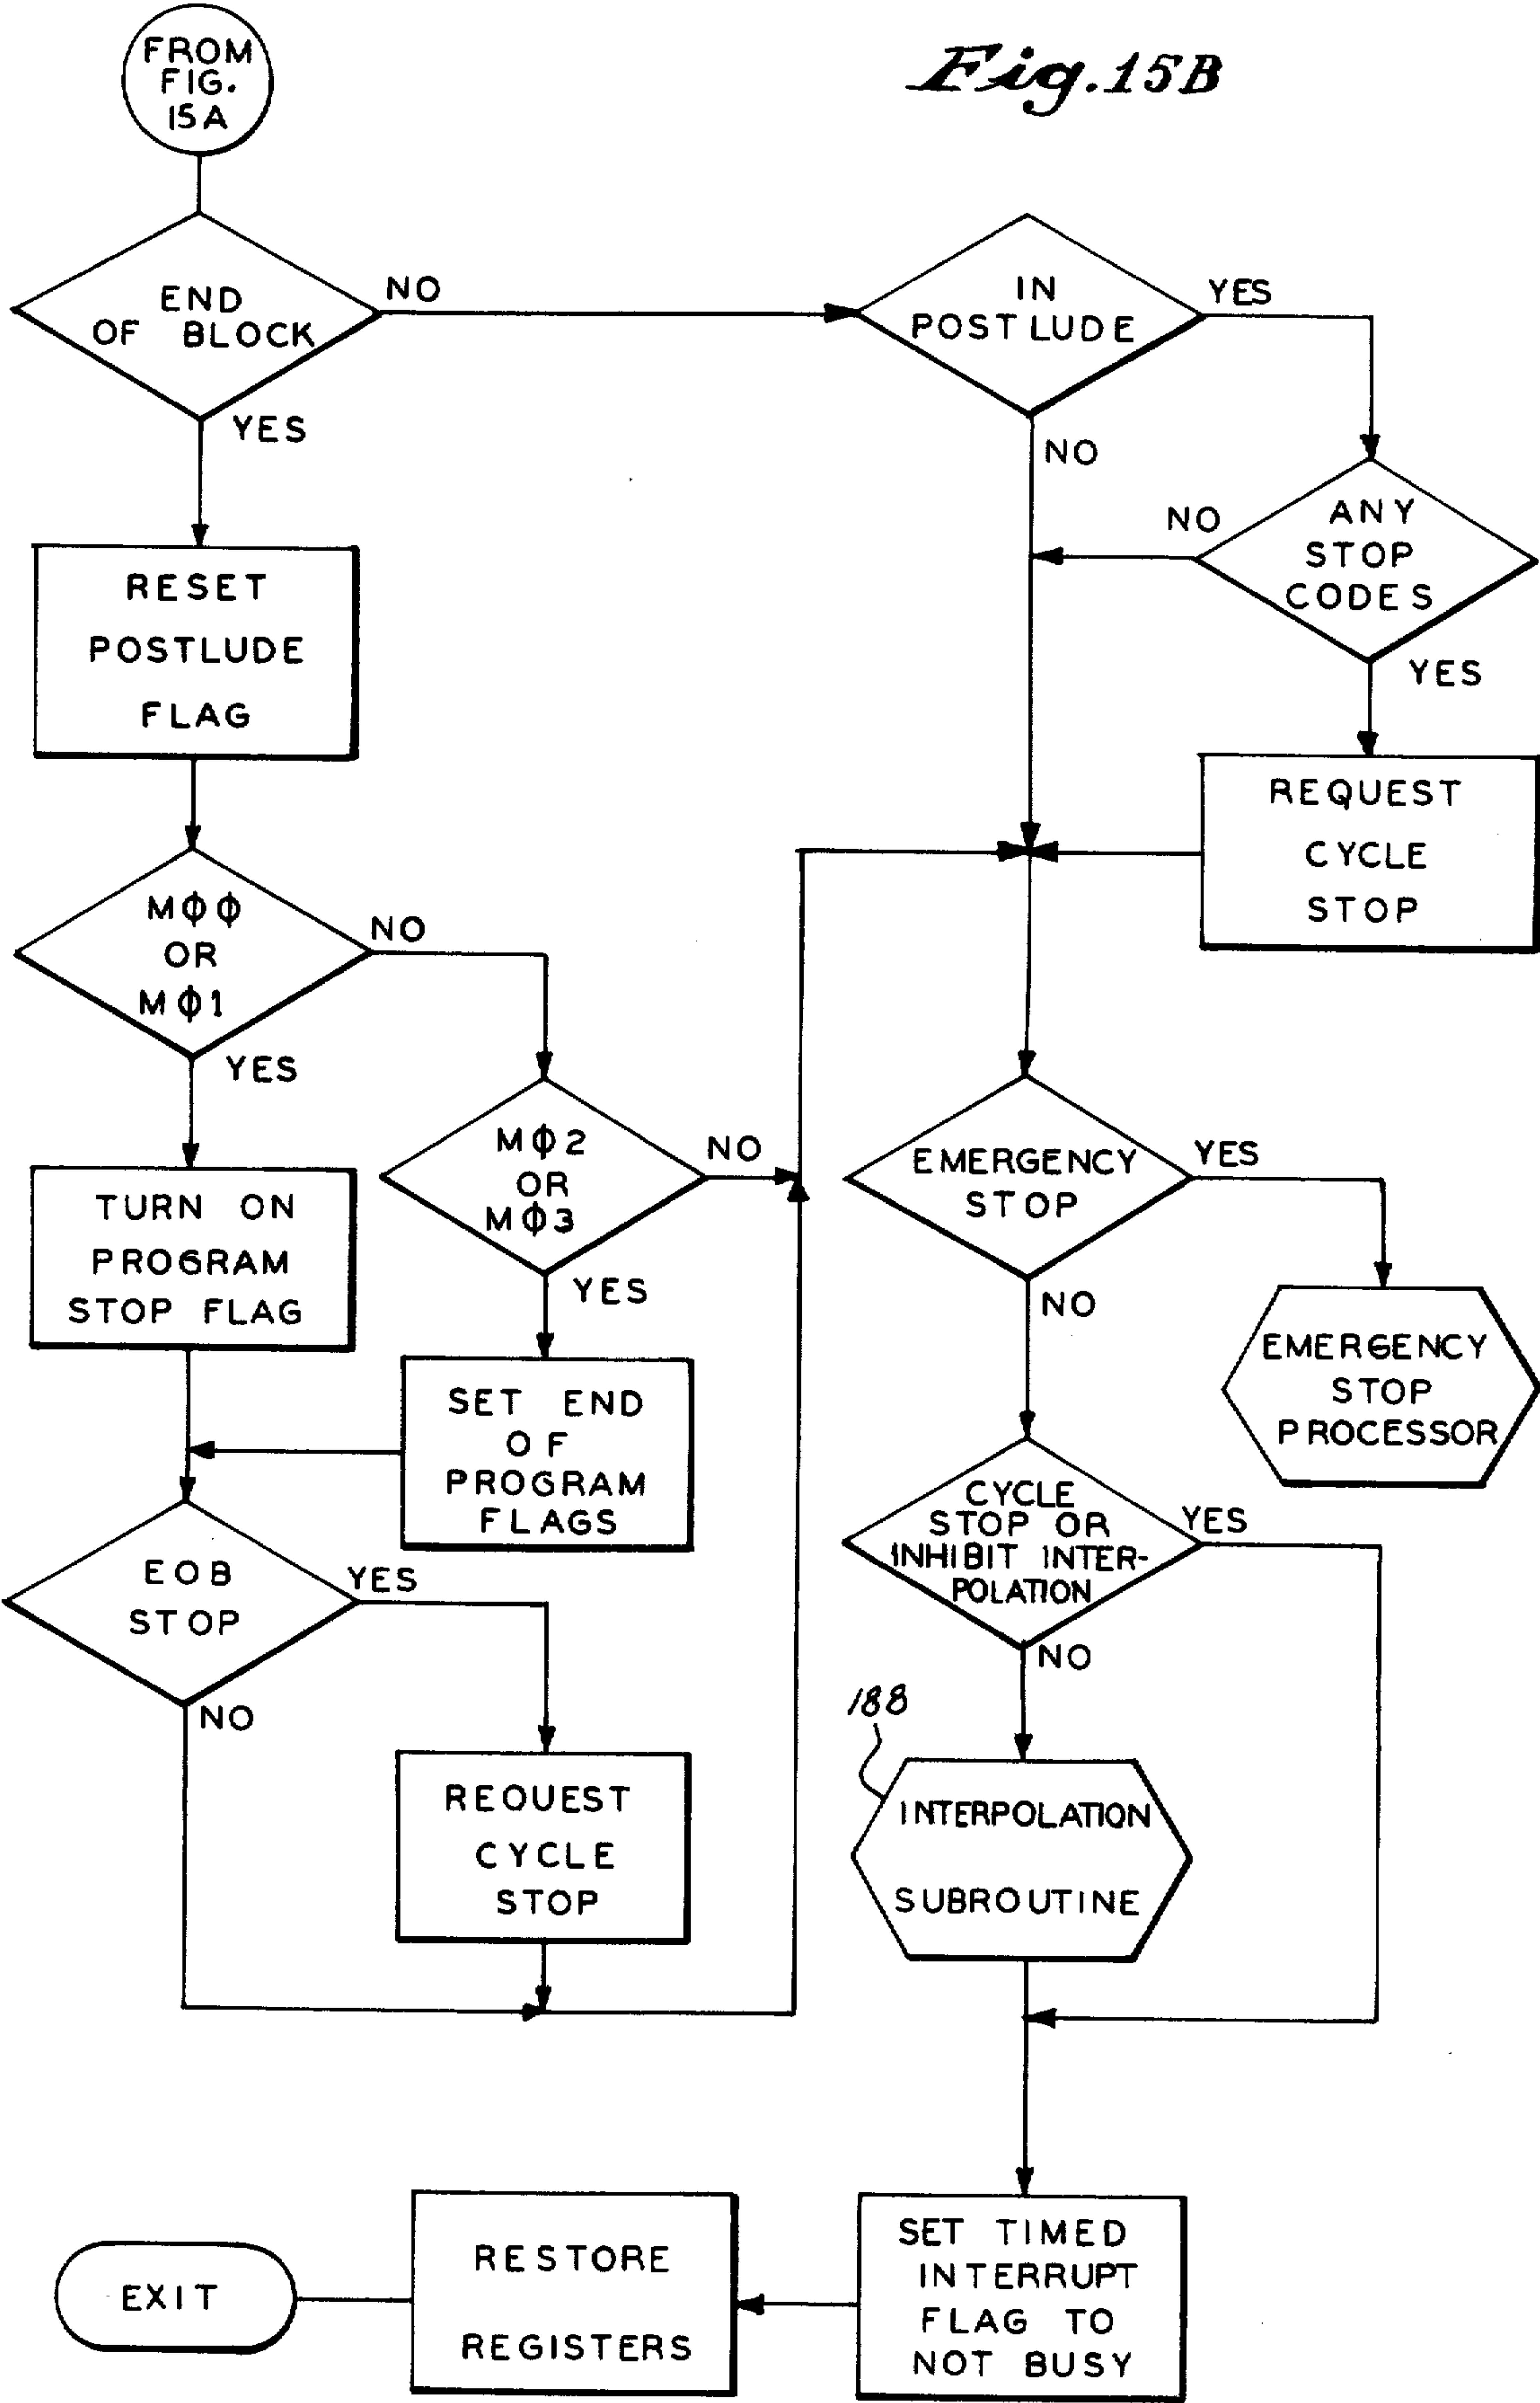 FROM
FIG.
15A
Fig. 15B
END
OF BLOCK
NO
YES
IN
POSTLUDE
YES
NO
ANY
STOP
CODES
NO
YES
RESET
POSTLUDE
FLAG
REQUEST
CYCLE
STOP
MΦΦ
OR
MΦ1
NO
YES
MΦ2
OR
MΦ3
NO
YES
EMERGENCY
STOP
YES
NO
TURN ON
PROGRAM
STOP FLAG
EMERGENCY
STOP
PROCESSOR
SET END
OF
PROGRAM
FLAGS
CYCLE
STOP OR
INHIBIT INTER-
POLATION
YES
NO
EOB
STOP
YES
NO
188
REQUEST
CYCLE
STOP
INTERPOLATION
SUBROUTINE
SET TIMED
INTERRUPT
FLAG TO
NOT BUSY
RESTORE
REGISTERS
EXIT